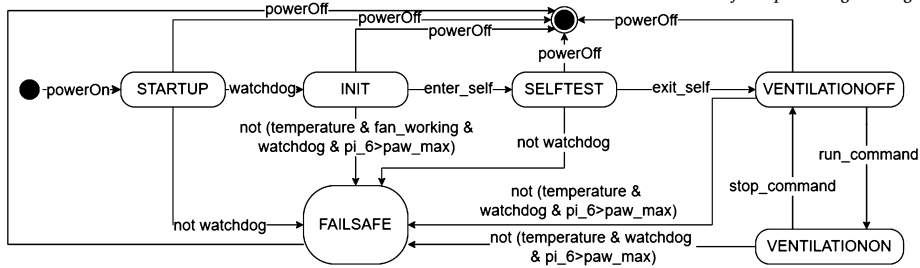 powerOff
powerOff
powerOff
powerOff
powerOff
powerOn
STARTUP
watchdog
INIT
enter_self
SELFTEST
exit_self
VENTILATIONOFF
not (temperature & fan_working &
watchdog & pi_6>paw_max)
not watchdog
run_command
stop_command
not (temperature &
watchdog & pi_6>paw_max)
not watchdog
FAILSAFE
not (temperature & watchdog
& pi_6>paw_max)
VENTILATIONON